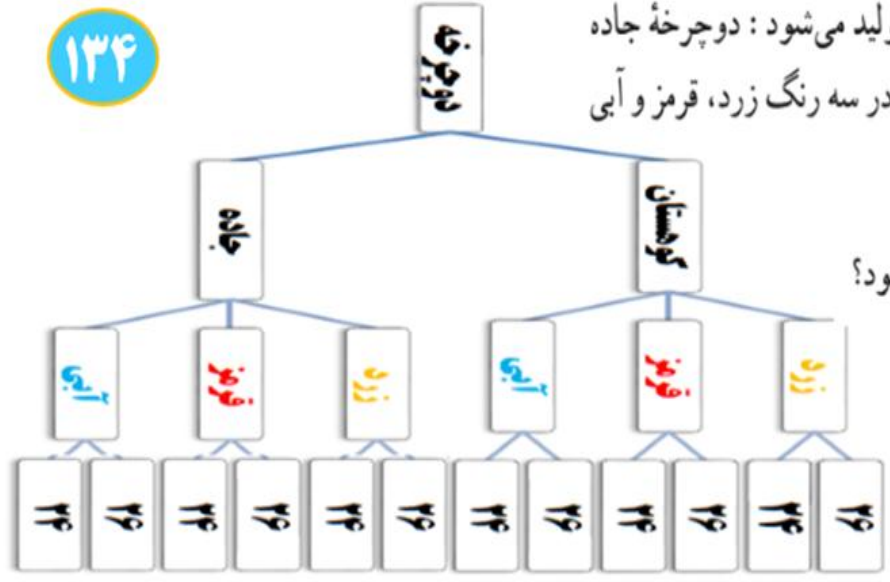 ۱۳۴
ولید می‌شود : دوچرخهٔ جاده
در سه رنگ زرد، قرمز و آبی
ود؟
دوچرخه
کوهستان جاده
زرد قرمز آبی زرد قرمز آبی
۲۶ ۲۴ ۲۶ ۲۴ ۲۶ ۲۴ ۲۶ ۲۴ ۲۶ ۲۴ ۲۶ ۲۴